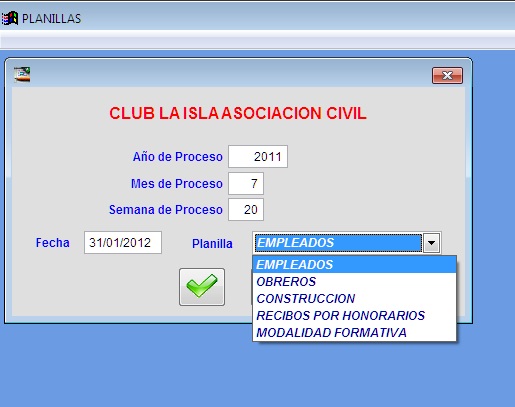 PLANILLAS
CLUB LA ISLA ASOCIACION CIVIL
Año de Proceso 2011
Mes de Proceso 7
Semana de Proceso 20
Fecha 31/01/2012 Planilla EMPLEADOS
EMPLEADOS
OBREROS
CONSTRUCCION
RECIBOS POR HONORARIOS
MODALIDAD FORMATIVA